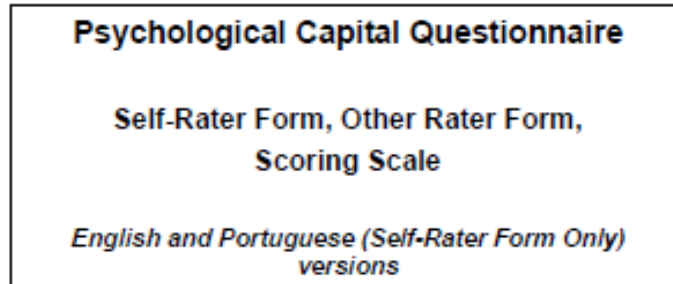 Psychological Capital Questionnaire
Self-Rater Form, Other Rater Form,
Scoring Scale
English and Portuguese (Self-Rater Form Only)
versions